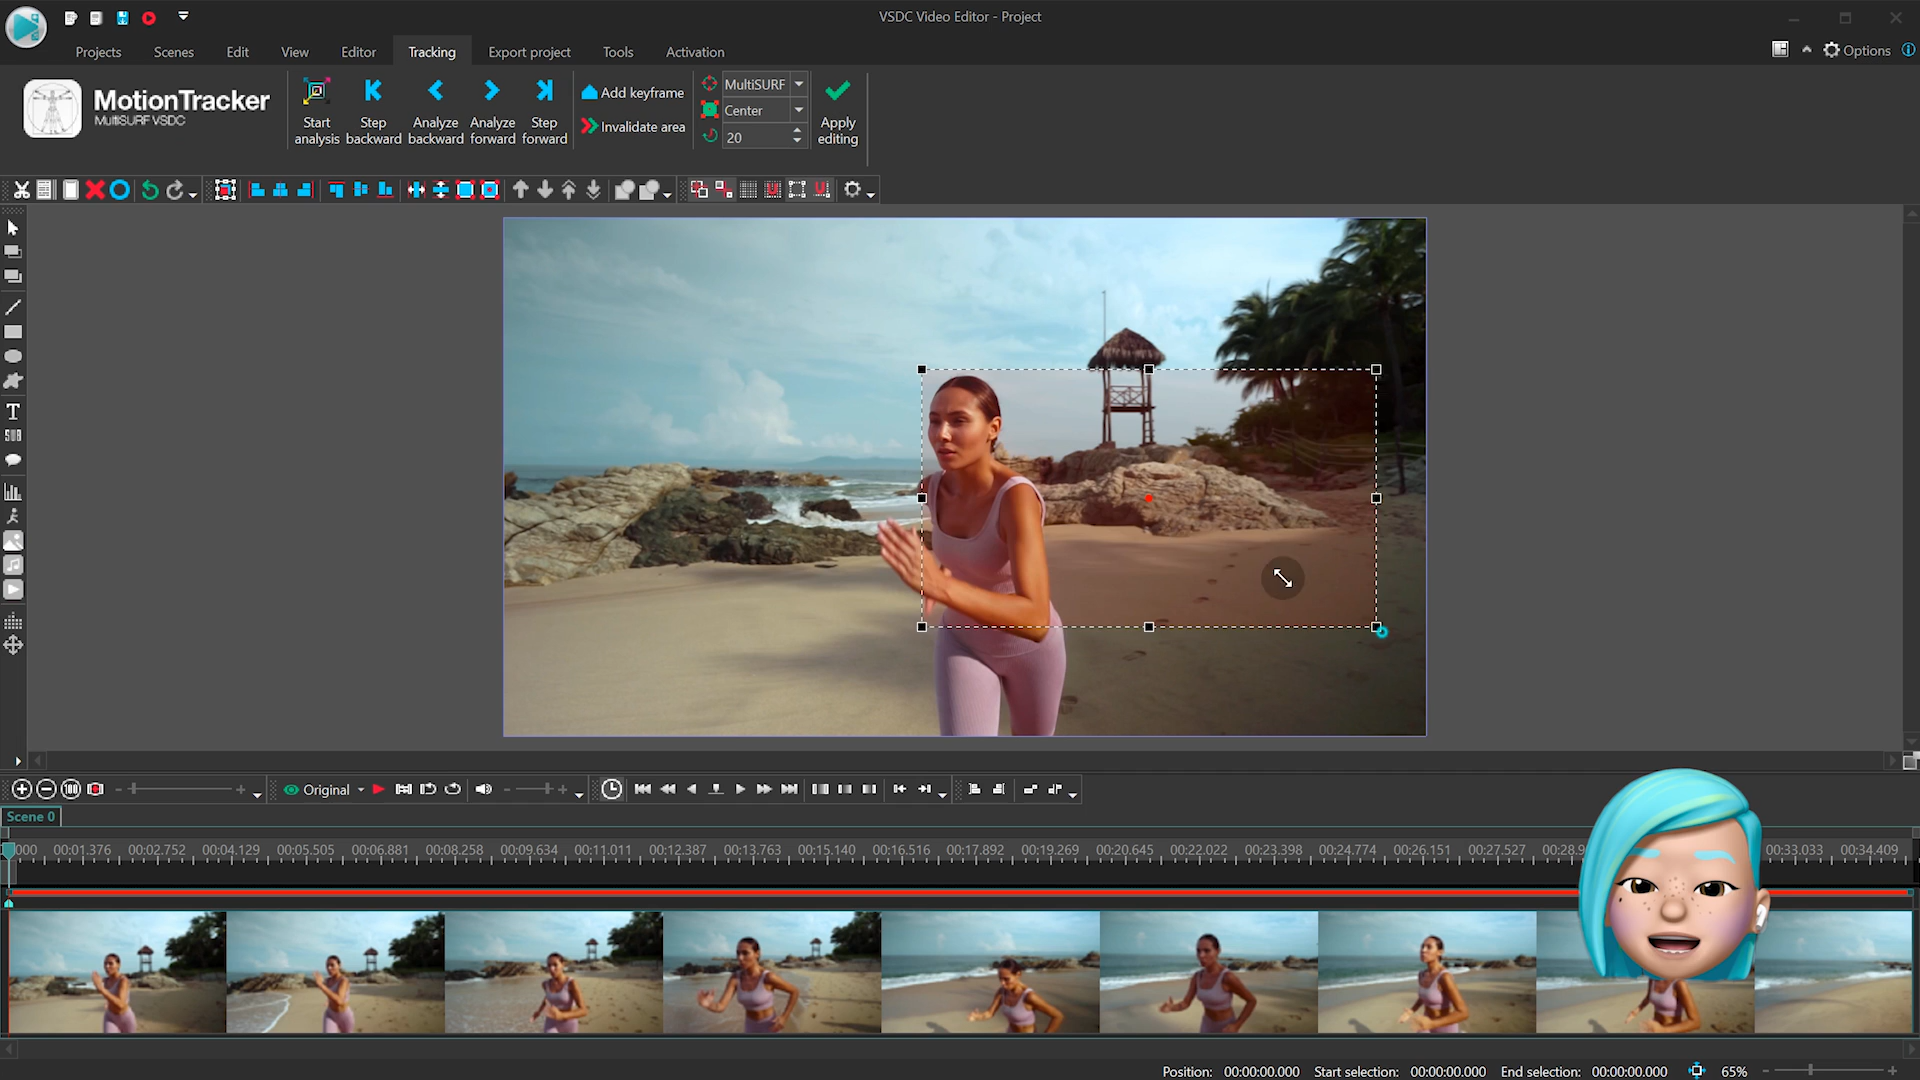 VSDC Video Editor - Project
Projects
Scenes
Edit
View
Editor
Tracking
Export project
Tools
Activation
Options
MotionTracker
MultiSURF VSDC
Start analysis
Step backward
Analyze backward
Analyze forward
Step forward
Add keyframe
Invalidate area
MultiSURF
Center
20
Apply editing
T
SUB
100
Original
Scene 0
000 00:01.376 00:02.752 00:04.129 00:05.505 00:06.881 00:08.258 00:09.634 00:11.011 00:12.387 00:13.763 00:15.140 00:16.516 00:17.892 00:19.269 00:20.645 00:22.022 00:23.398 00:24.774 00:26.151 00:27.527 00:28.9 00:33.033 00:34.409
Position: 00:00:00.000 Start selection: 00:00:00.000 End selection: 00:00:00.000 65%